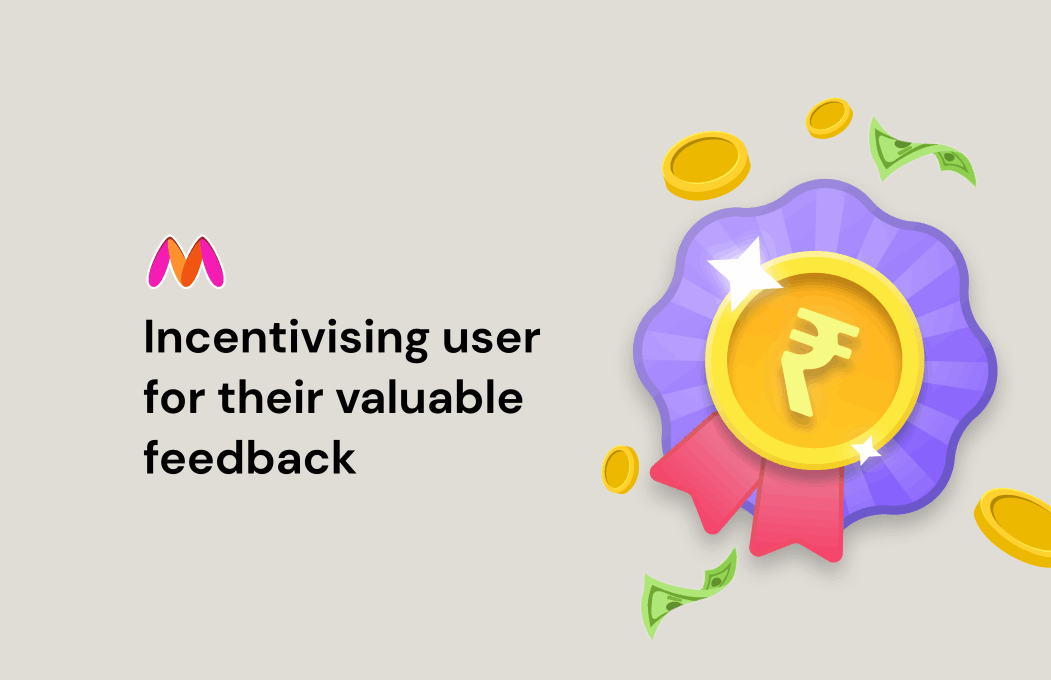 Incentivising user
for their valuable
feedback
₹